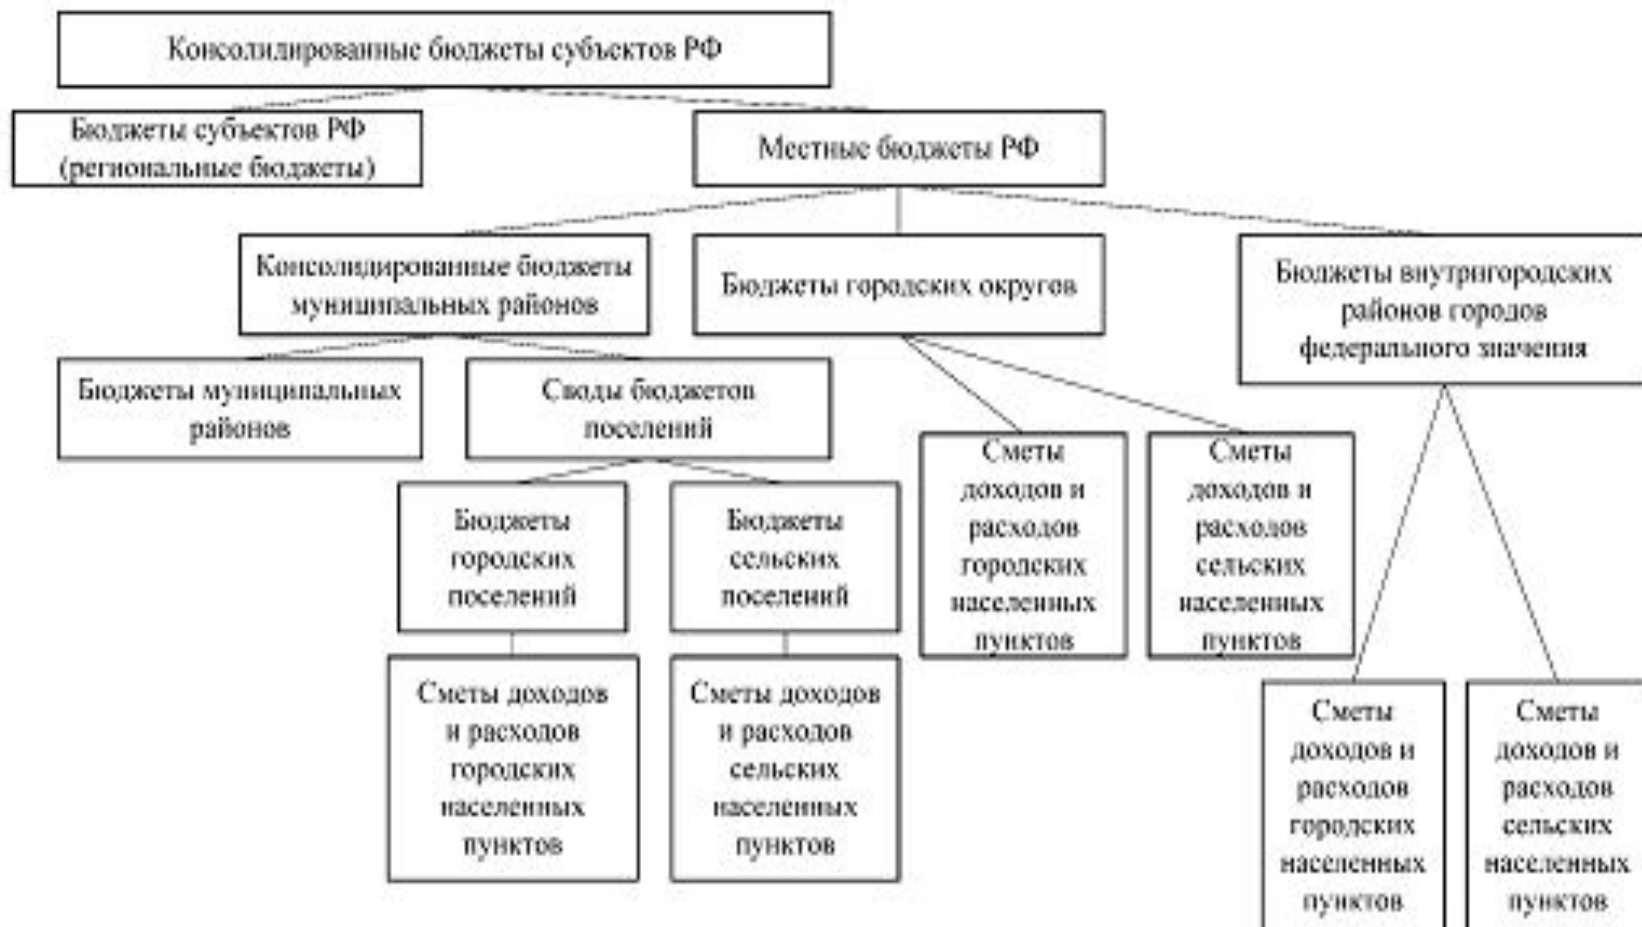 Консолидированные бюджеты субъектов РФ
Бюджеты субъектов РФ
(региональные бюджеты)
Местные бюджеты РФ
Консолидированные бюджеты
муниципальных районов
Бюджеты городских округов
Бюджеты внутригородских
районов городов
федерального значения
Бюджеты муниципальных
районов
Своды бюджетов
поселений
Бюджеты
городских
поселений
Бюджеты
сельских
поселений
Сметы
доходов и
расходов
городских
населенных
пунктов
Сметы
доходов и
расходов
сельских
населенных
пунктов
Сметы доходов
и расходов
городских
населенных
пунктов
Сметы доходов
и расходов
сельских
населенных
пунктов
Сметы
доходов и
расходов
городских
населенных
пунктов
Сметы
доходов и
расходов
сельских
населенных
пунктов